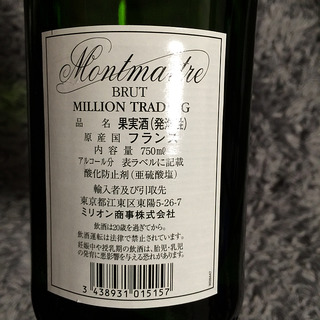 Montmartre
BRUT
MILLION TRADING
品名 果実酒(発泡性)
原産国 フランス
内容量 750ml
アルコール分 表ラベルに記載
酸化防止剤(亜硫酸塩)
輸入者及び引取先
東京都江東区東陽5-26-7
ミリオン商事株式会社
飲酒は20歳を過ぎてから。
飲酒運転は法律で禁止されています。
妊娠中や授乳期の飲酒は、胎児・乳児
の発育に悪影響を与える恐れがあります。
3 438931 015157